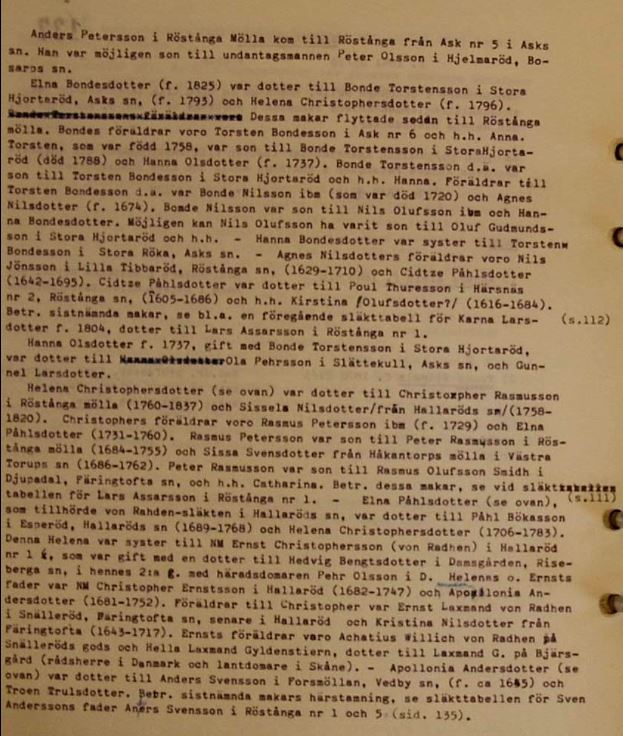 Anders Petersson i Röstånga Mölla kom till Röstånga från Ask nr 5 i Asks
sn. Han var möjligen son till undantagsmannen Peter Olsson i Hjelmaröd, Bo-
sarps sn.
Elna Bondesdotter (f. 1825) var dotter till Bonde Torstensson i Stora
Hjortaröd, Asks sn, (f. 1793) och Helena Christophersdotter (f. 1796).
Dessa makar flyttade sedan till Röstånga
mölla. Bondes föräldrar voro Torsten Bondesson i Ask nr 6 och h.h. Anna.
Torsten, som var född 1758, var son till Bonde Torstensson i StoraHjorta-
röd (död 1788) och Hanna Olsdotter (f. 1737). Bonde Torstensson d.ä. var
son till Torsten Bondesson i Stora Hjortaröd och h.h. Hanna. Föräldrar till
Torsten Bondesson d.ä. var Bonde Nilsson ibm (som var död 1720) och Agnes
Nilsdotter (f. 1674). Bonde Nilsson var son till Nils Olufsson ibm och Han-
na Bondesdotter. Möjligen kan Nils Olufsson ha varit son till Oluf Gudmunds-
son i Stora Hjortaröd och h.h. - Hanna Bondesdotter var syster till Torsten
Bondesson i Stora Röka, Asks sn. - Agnes Nilsdotters föräldrar voro Nils
Jönsson i Lilla Tibbaröd, Röstånga sn, (1629-1710) och Cidtze Påhlsdotter
(1642-1695). Cidtze Påhlsdotter var dotter till Poul Thuresson i Härsnäs
nr 2, Röstånga sn, (1605-1686) och h.h. Kirstina /Olufsdotter?/ (1616-1684).
Betr. sistnämnda makar, se bl.a. en föregående släkttabell för Karna Lars- (s.112)
dotter f. 1804, dotter till Lars Assarsson i Röstånga nr 1.
Hanna Olsdotter f. 1737, gift med Bonde Torstensson i Stora Hjortaröd,
var dotter till Ola Pehrsson i Slättekull, Asks sn, och Gun-
nel Larsdotter.
Helena Christophersdotter (se ovan) var dotter till Christopher Rasmusson
i Röstånga mölla (1760-1837) och Sissela Nilsdotter/från Hallaröds sn/(1758-
1820). Christophers föräldrar voro Rasmus Petersson ibm (f. 1729) och Elna
Påhlsdotter (1731-1760). Rasmus Petersson var son till Peter Rasmusson i Rös-
tånga mölla (1684-1755) och Sissa Svensdotter från Håkantorps mölla i Västra
Torups sn (1686-1762). Peter Rasmusson var son till Rasmus Olufsson Smidh i
Djupadal, Färingtofta sn, och h.h. Catharina. Betr. dessa makar, se vid släkt
tabellen för Lars Assarsson i Röstånga nr 1. - Elna Påhlsdotter (se ovan), (s.111)
som tillhörde von Rahden-släkten i Hallaröds sn, var dotter till Påhl Bökasson
i Esperöd, Hallaröds sn (1689-1768) och Helena Christophersdotter (1706-1783).
Denna Helena var syster till NM Ernst Christophersson (von Radhen) i Hallaröd
nr 1, som var gift med en dotter till Hedvig Bengtsdotter i Damsgården, Rise-
berga sn, i hennes 2:a g. med häradsdomaren Pehr Olsson i D. Helenas o. Ernsts
fader var NM Christopher Ernstsson i Hallaröd (1682-1747) och Apollonia An-
dersdotter (1681-1752). Föräldrar till Christopher var Ernst Laxmand von Radhen
i Snälleröd, Färingtofta sn, senare i Hallaröd och Kristina Nilsdotter från
Färingtofta (1643-1717). Ernsts föräldrar varo Achatius Willich von Radhen på
Snälleröds gods och Hella Laxmand Gyldenstiern, dotter till Laxmand G. på Bjärs-
gård (rådsherre i Danmark och lantdomare i Skåne). - Apollonia Andersdotter (se
ovan) var dotter till Anders Svensson i Forsmöllan, Vedby sn, (f. ca 1645) och
Troen Trulsdotter. Betr. sistnämnda makars härstamning, se släkttabellen för Sven
Anderssons fader Anders Svensson i Röstånga nr 1 och 5 (sid. 135).